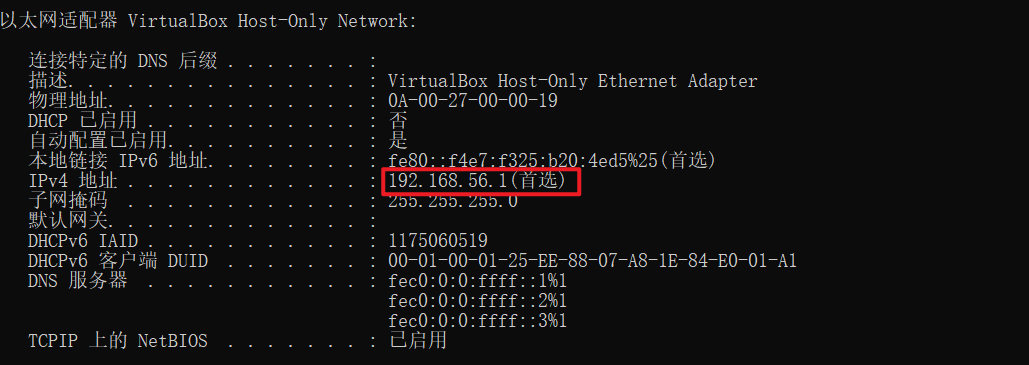 以太网适配器 VirtualBox Host-Only Network:
连接特定的 DNS 后缀 . . . . . . . :
描述. . . . . . . . . . . . . . . : VirtualBox Host-Only Ethernet Adapter
物理地址. . . . . . . . . . . . . : 0A-00-27-00-00-19
DHCP 已启用 . . . . . . . . . . . : 否
自动配置已启用. . . . . . . . . . : 是
本地链接 IPv6 地址. . . . . . . . : fe80::f4e7:f325:b20:4ed5%25(首选)
IPv4 地址 . . . . . . . . . . . . : 192.168.56.1(首选)
子网掩码  . . . . . . . . . . . . : 255.255.255.0
默认网关. . . . . . . . . . . . . :
DHCPv6 IAID . . . . . . . . . . . : 1175060519
DHCPv6 客户端 DUID  . . . . . . . : 00-01-00-01-25-EE-88-07-A8-1E-84-E0-01-A1
DNS 服务器  . . . . . . . . . . . : fec0:0:0:ffff::1%1
fec0:0:0:ffff::2%1
fec0:0:0:ffff::3%1
TCPIP 上的 NetBIOS  . . . . . . . : 已启用